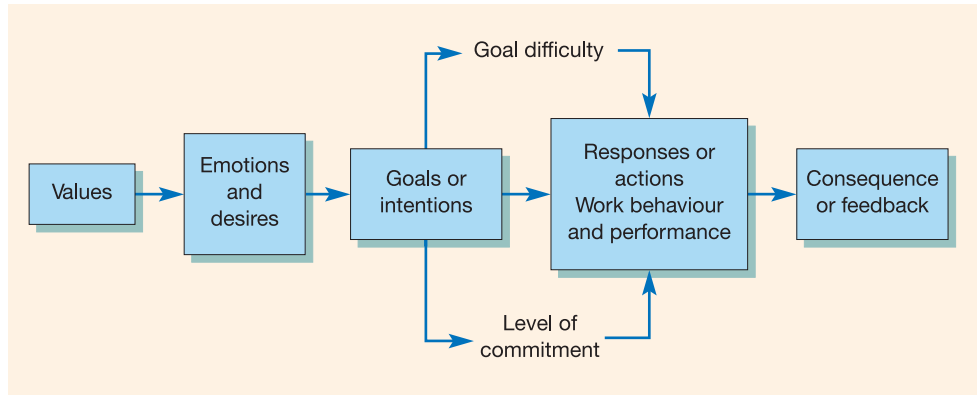 Goal difficulty
Values
Emotions
and
desires
Goals or
intentions
Responses or
actions
Work behaviour
and performance
Consequence
or feedback
Level of
commitment